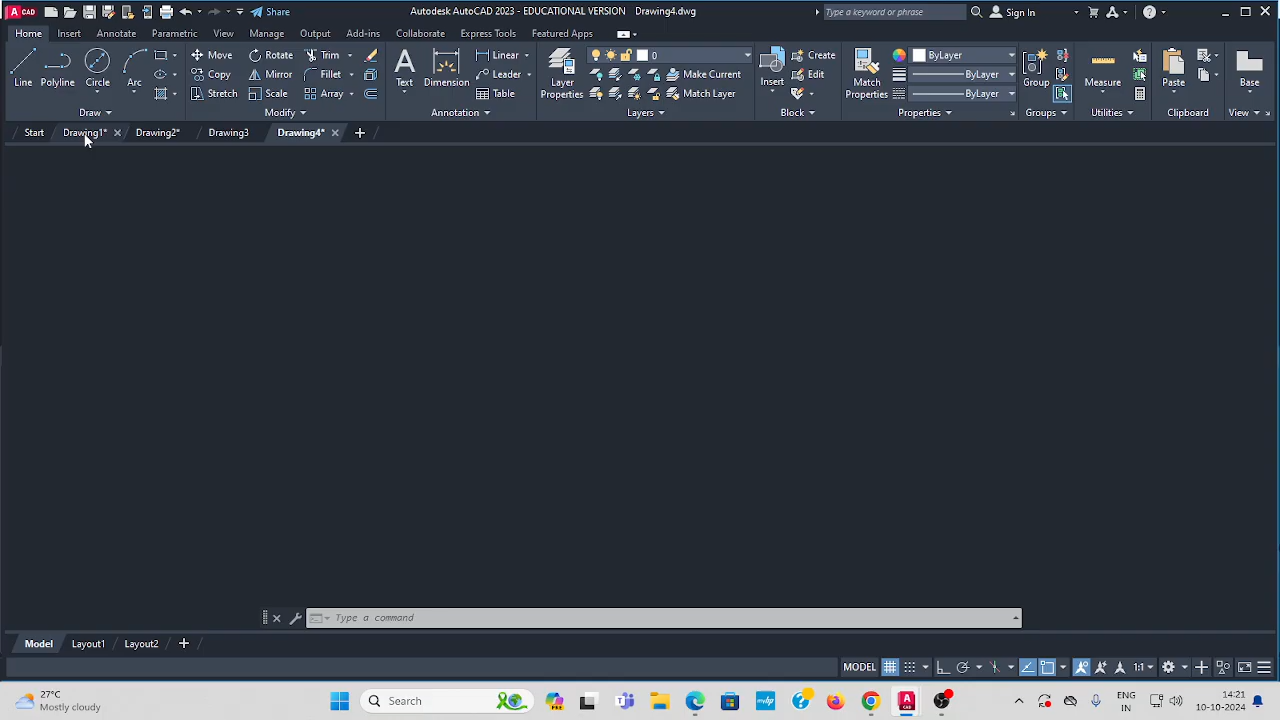 CAD Share Autodesk AutoCAD 2023 - EDUCATIONAL VERSION Drawing4.dwg Type a keyword or phrase Sign In
Home Insert Annotate Parametric View Manage Output Add-ins Collaborate Express Tools Featured Apps
Line Polyline Circle Arc
Move Rotate Trim
Copy Mirror Fillet
Stretch Scale Array
Text Dimension
Linear
Leader
Table
Layer Properties
0
Make Current
Match Layer
Insert
Create
Edit
Match Properties
ByLayer
ByLayer
ByLayer
Group
Measure
Paste
Base
Draw Modify Annotation Layers Block Properties Groups Utilities Clipboard View
Start Drawing1* Drawing2* Drawing3 Drawing4*
Type a command
Model Layout1 Layout2
MODEL 1:1
27°C
Mostly cloudy
Search
ENG
IN
14:21
10-10-2024